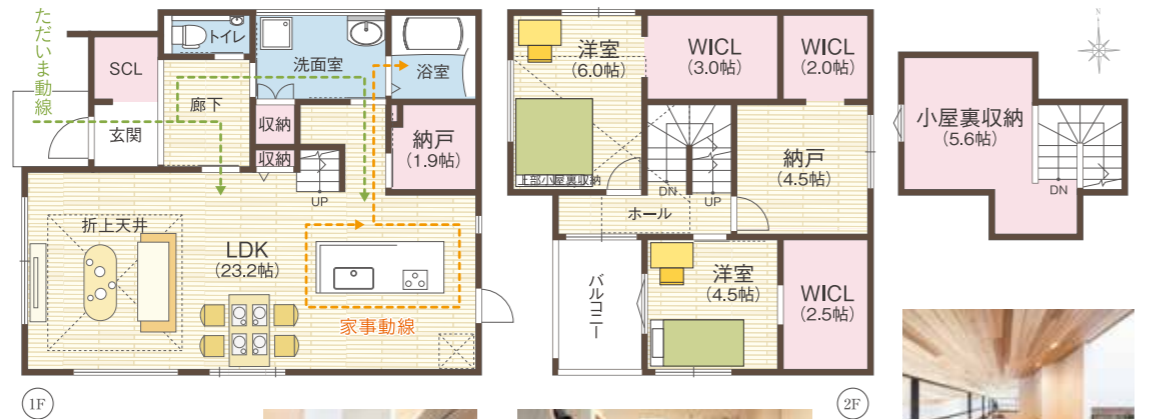 ただいま動線
SCL
トイレ
洗面室
浴室
廊下
玄関
収納
収納
納戸
(1.9帖)
UP
折上天井
LDK
(23.2帖)
家事動線
1F
洋室
(6.0帖)
WICL
(3.0帖)
WICL
(2.0帖)
上部小屋裏収納
DN
UP
納戸
(4.5帖)
ホール
バルコニー
洋室
(4.5帖)
WICL
(2.5帖)
2F
N
小屋裏収納
(5.6帖)
DN